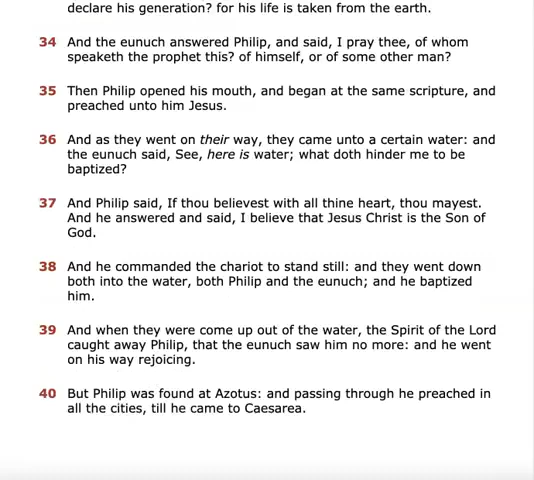 declare his generation? for his life is taken from the earth.
34 And the eunuch answered Philip, and said, I pray thee, of whom
speaketh the prophet this? of himself, or of some other man?
35 Then Philip opened his mouth, and began at the same scripture, and
preached unto him Jesus.
36 And as they went on their way, they came unto a certain water: and
the eunuch said, See, here is water; what doth hinder me to be
baptized?
37 And Philip said, If thou believest with all thine heart, thou mayest.
And he answered and said, I believe that Jesus Christ is the Son of
God.
38 And he commanded the chariot to stand still: and they went down
both into the water, both Philip and the eunuch; and he baptized
him.
39 And when they were come up out of the water, the Spirit of the Lord
caught away Philip, that the eunuch saw him no more: and he went
on his way rejoicing.
40 But Philip was found at Azotus: and passing through he preached in
all the cities, till he came to Caesarea.